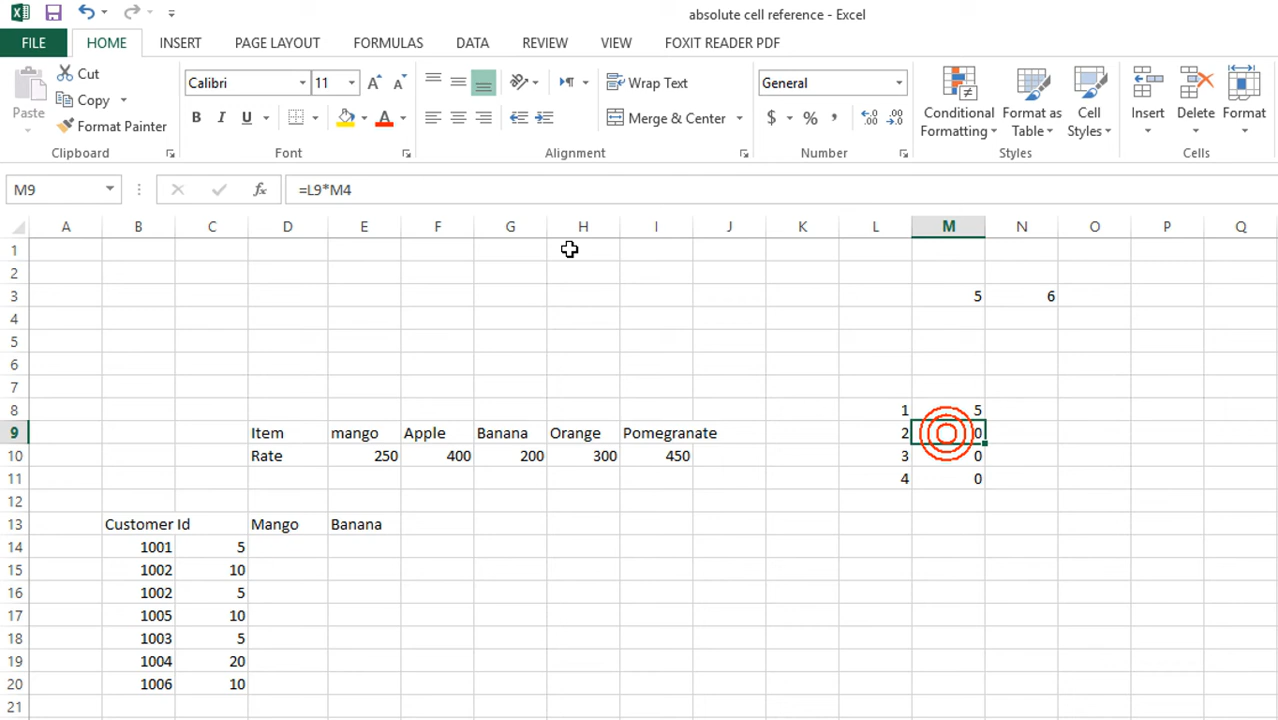 absolute cell reference - Excel
FILE HOME INSERT PAGE LAYOUT FORMULAS DATA REVIEW VIEW FOXIT READER PDF
Paste
Cut
Copy
Format Painter
Clipboard
Calibri 11
B I U
Font
Wrap Text
Merge & Center
Alignment
General
$ % ,
Number
Conditional Formatting
Format as Table
Cell Styles
Styles
Insert Delete Format
Cells
M9 fx =L9*M4
A B C D E F G H I J K L M N O P Q
1
2
3 5 6
4
5
6
7
8 1 5
9 Item mango Apple Banana Orange Pomegranate 2 0
10 Rate 250 400 200 300 450 3 0
11 4 0
12
13 Customer Id Mango Banana
14 1001 5
15 1002 10
16 1002 5
17 1005 10
18 1003 5
19 1004 20
20 1006 10
21